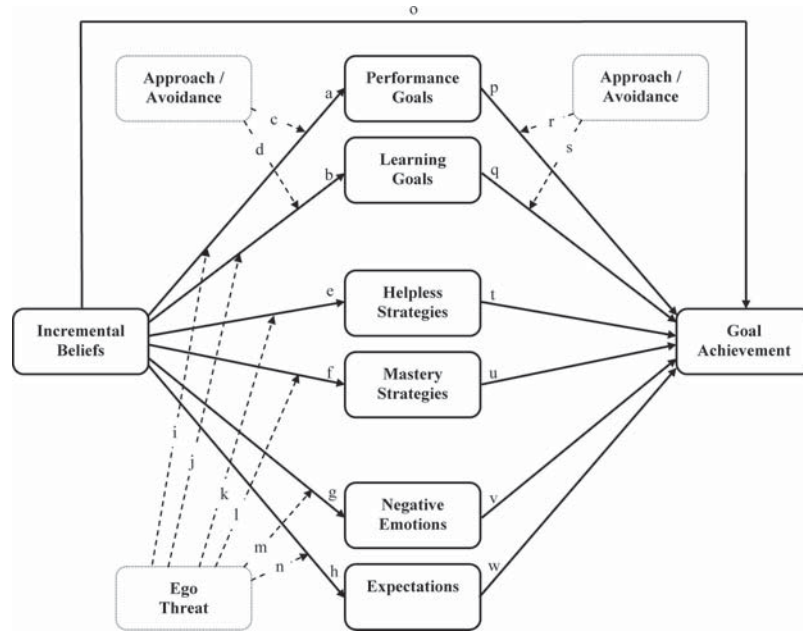 o
Approach /
Avoidance
Performance
Goals
Approach /
Avoidance
a
p
c
r
d
s
Learning
Goals
b
q
Incremental
Beliefs
Helpless
Strategies
e
t
Goal
Achievement
Mastery
Strategies
f
u
i
j
k
l
g
Negative
Emotions
v
m
n
h
Expectations
w
Ego
Threat